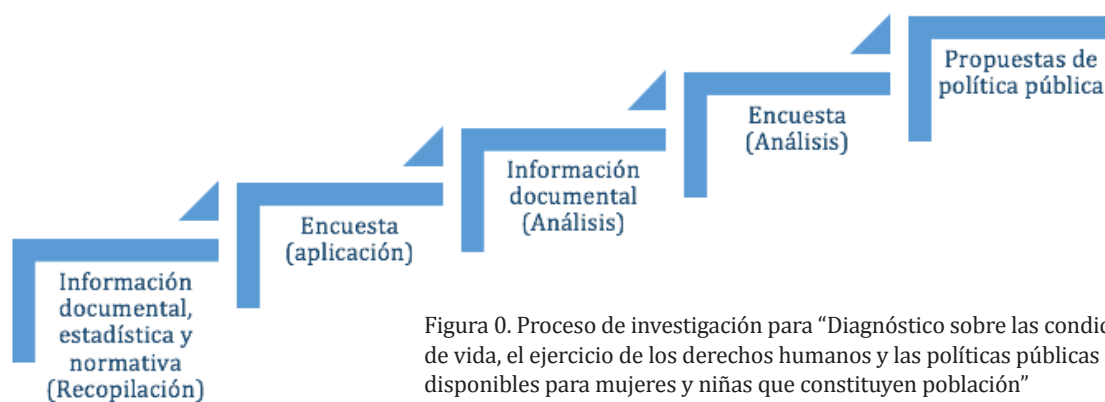 Información
documental,
estadística y
normativa
(Recopilación)
Encuesta
(aplicación)
Información
documental
(Análisis)
Encuesta
(Análisis)
Propuestas de
política pública
Figura 0. Proceso de investigación para “Diagnóstico sobre las condic
de vida, el ejercicio de los derechos humanos y las políticas públicas
disponibles para mujeres y niñas que constituyen población”